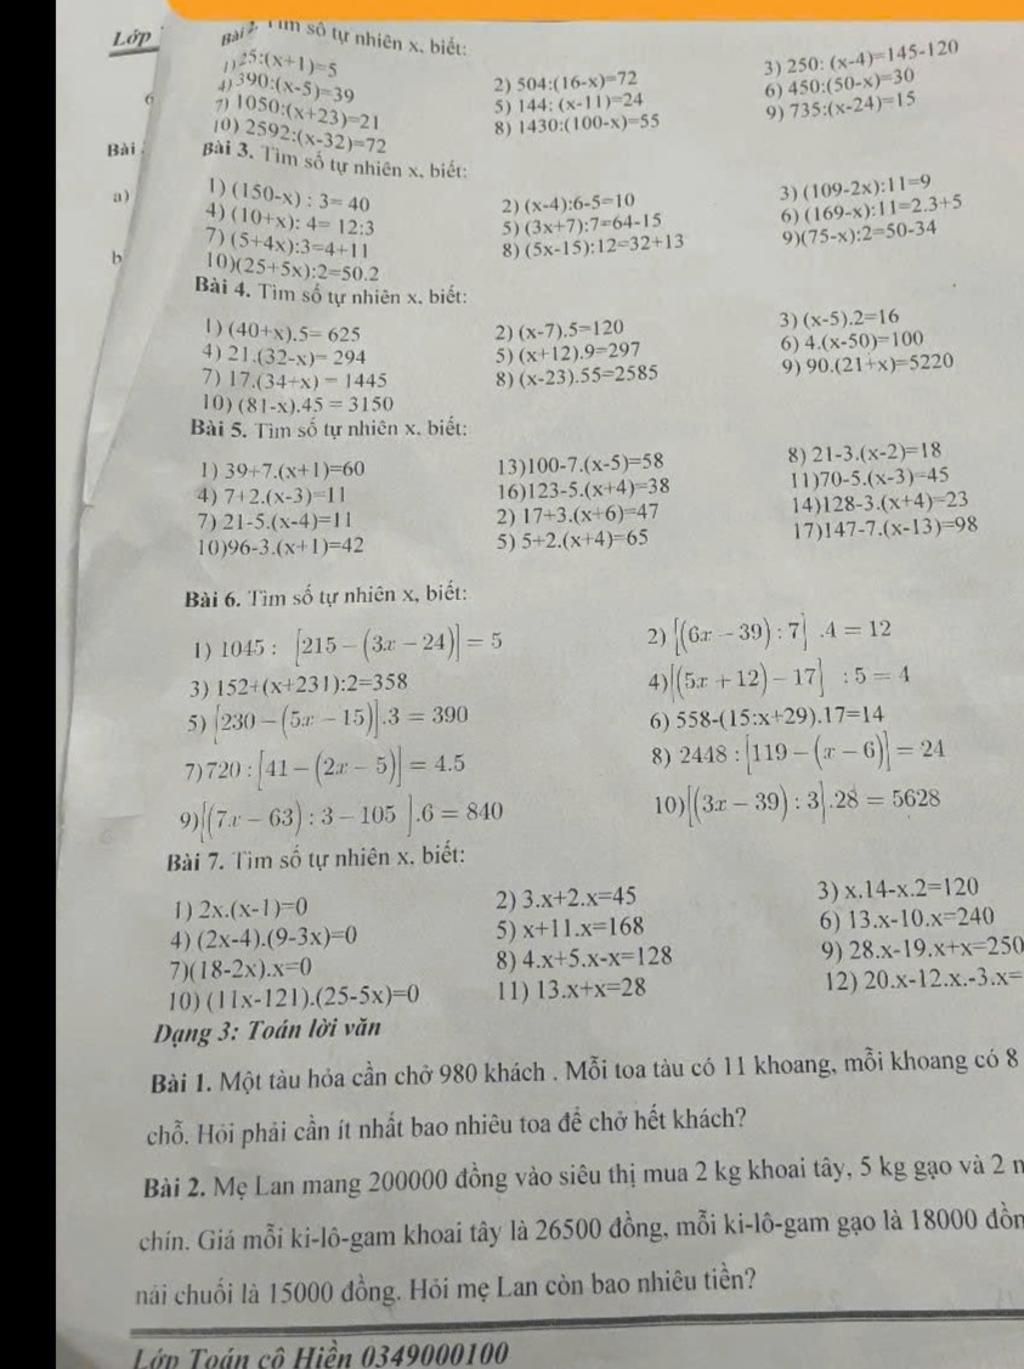 Lớp
Bài 2. Tìm số tự nhiên x, biết:
1) 25:(x+1)=5
2) 504:(16-x)=72
3) 250: (x-4)=145-120
4) 390:(x-5)=39
5) 144: (x-11)=24
6) 450:(50-x)=30
7) 1050:(x+23)=21
8) 1430:(100-x)=55
9) 735:(x-24)=15
10) 2592:(x-32)=72
Bài
Bài 3. Tìm số tự nhiên x, biết:
a)
1) (150-x) : 3= 40
2) (x-4):6-5=10
3) (109-2x):11=9
4) (10+x): 4= 12:3
5) (3x+7):7=64-15
6) (169-x):11=2.3+5
b
7) (5+4x):3=4+11
8) (5x-15):12=32+13
9)(75-x):2=50-34
10)(25+5x):2=50.2
Bài 4. Tìm số tự nhiên x, biết:
1) (40+x).5= 625
2) (x-7).5=120
3) (x-5).2=16
4) 21.(32-x)= 294
5) (x+12).9=297
6) 4.(x-50)=100
7) 17.(34+x) = 1445
8) (x-23).55=2585
9) 90.(21+x)=5220
10) (81-x).45 = 3150
Bài 5. Tìm số tự nhiên x, biết:
1) 39+7.(x+1)=60
13)100-7.(x-5)=58
8) 21-3.(x-2)=18
4) 7+2.(x-3)=11
16)123-5.(x+4)=38
11)70-5.(x-3)=45
7) 21-5.(x-4)=11
2) 17+3.(x+6)=47
14)128-3.(x+4)=23
10)96-3.(x+1)=42
5) 5+2.(x+4)=65
17)147-7.(x-13)=98
Bài 6. Tìm số tự nhiên x, biết:
1) 1045 : [215 – (3x – 24)] = 5
2) [(6x – 39) : 7] .4 = 12
3) 152+(x+231):2=358
4)[(5x + 12) – 17] : 5 = 4
5) [230 – (5x – 15)].3 = 390
6) 558-(15:x+29).17=14
7)720 : [41 – (2x – 5)] = 4.5
8) 2448 : [119 – (x – 6)] = 24
9)[(7x – 63) : 3 – 105 ].6 = 840
10)[(3x – 39) : 3].28 = 5628
Bài 7. Tìm số tự nhiên x, biết:
1) 2x.(x-1)=0
2) 3.x+2.x=45
3) x.14-x.2=120
4) (2x-4).(9-3x)=0
5) x+11.x=168
6) 13.x-10.x=240
7)(18-2x).x=0
8) 4.x+5.x-x=128
9) 28.x-19.x+x=250
10) (11x-121).(25-5x)=0
11) 13.x+x=28
12) 20.x-12.x.-3.x=
Dạng 3: Toán lời văn
Bài 1. Một tàu hỏa cần chở 980 khách . Mỗi toa tàu có 11 khoang, mỗi khoang có 8
chỗ. Hỏi phải cần ít nhất bao nhiêu toa để chở hết khách?
Bài 2. Mẹ Lan mang 200000 đồng vào siêu thị mua 2 kg khoai tây, 5 kg gạo và 2 n
chín. Giá mỗi ki-lô-gam khoai tây là 26500 đồng, mỗi ki-lô-gam gạo là 18000 đồn
nải chuối là 15000 đồng. Hỏi mẹ Lan còn bao nhiêu tiền?
Lớp Toán cô Hiền 0349000100